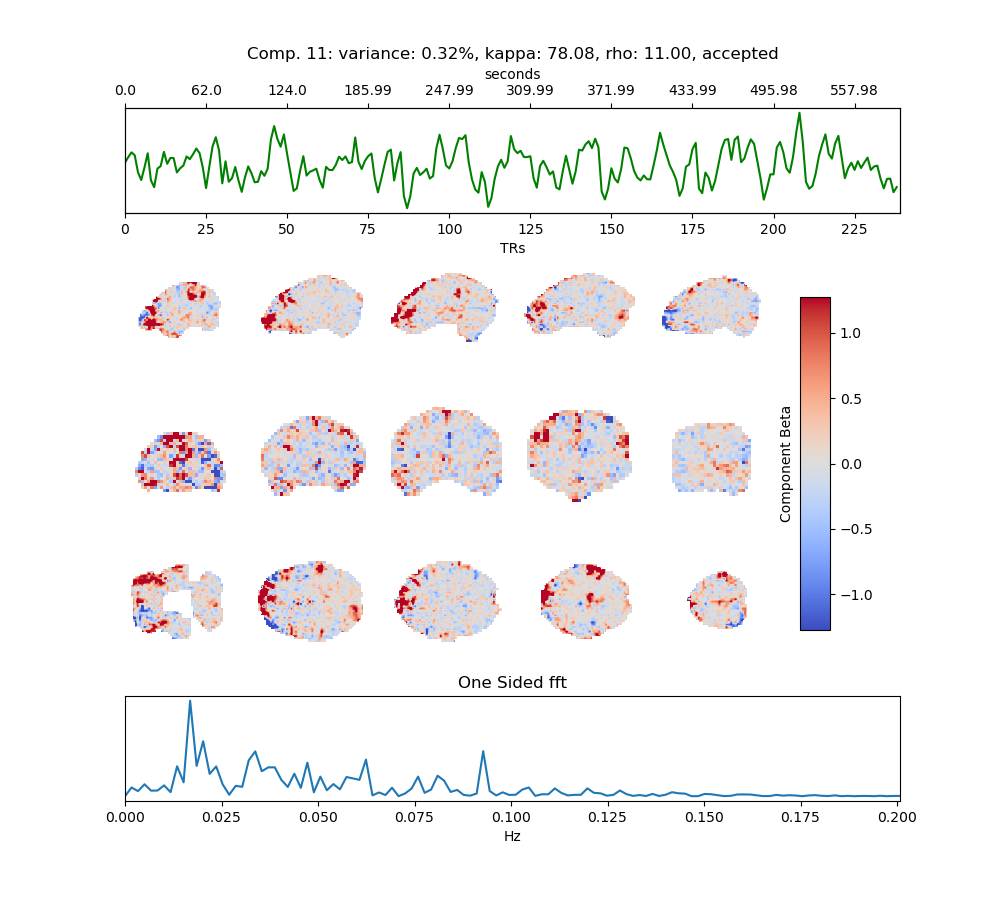 Comp. 11: variance: 0.32%, kappa: 78.08, rho: 11.00, accepted
seconds
0.0 62.0 124.0 185.99 247.99 309.99 371.99 433.99 495.98 557.98
0 25 50 75 100 125 150 175 200 225
TRs
1.0
0.5
0.0
−0.5
−1.0
Component Beta
One Sided fft
0.000 0.025 0.050 0.075 0.100 0.125 0.150 0.175 0.200
Hz